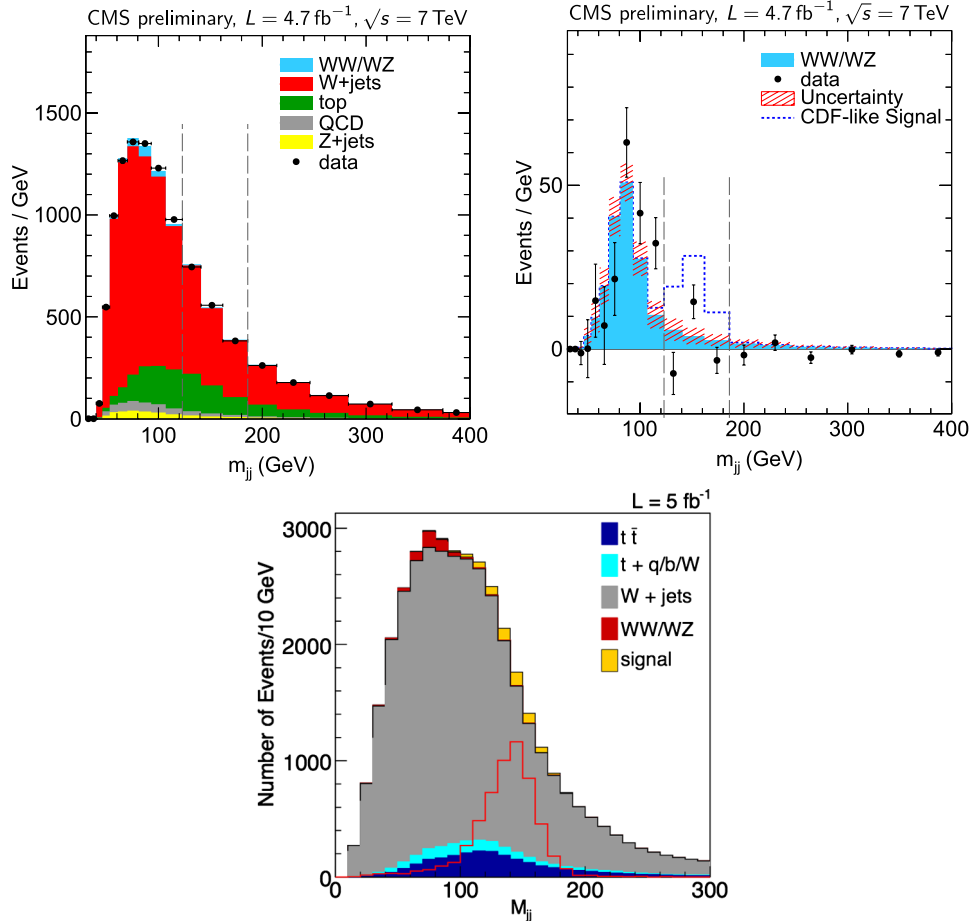 CMS preliminary, L = 4.7 fb⁻¹, √s = 7 TeV
WW/WZ
W+jets
top
QCD
Z+jets
data
1500
1000
500
0
Events / GeV
100 200 300 400
m_jj (GeV)
CMS preliminary, L = 4.7 fb⁻¹, √s = 7 TeV
WW/WZ
data
Uncertainty
CDF-like Signal
50
0
Events / GeV
100 200 300 400
m_jj (GeV)
L = 5 fb⁻¹
t t̄
t + q/b/W
W + jets
WW/WZ
signal
3000
2000
1000
0
Number of Events/10 GeV
0 100 200 300
M_jj